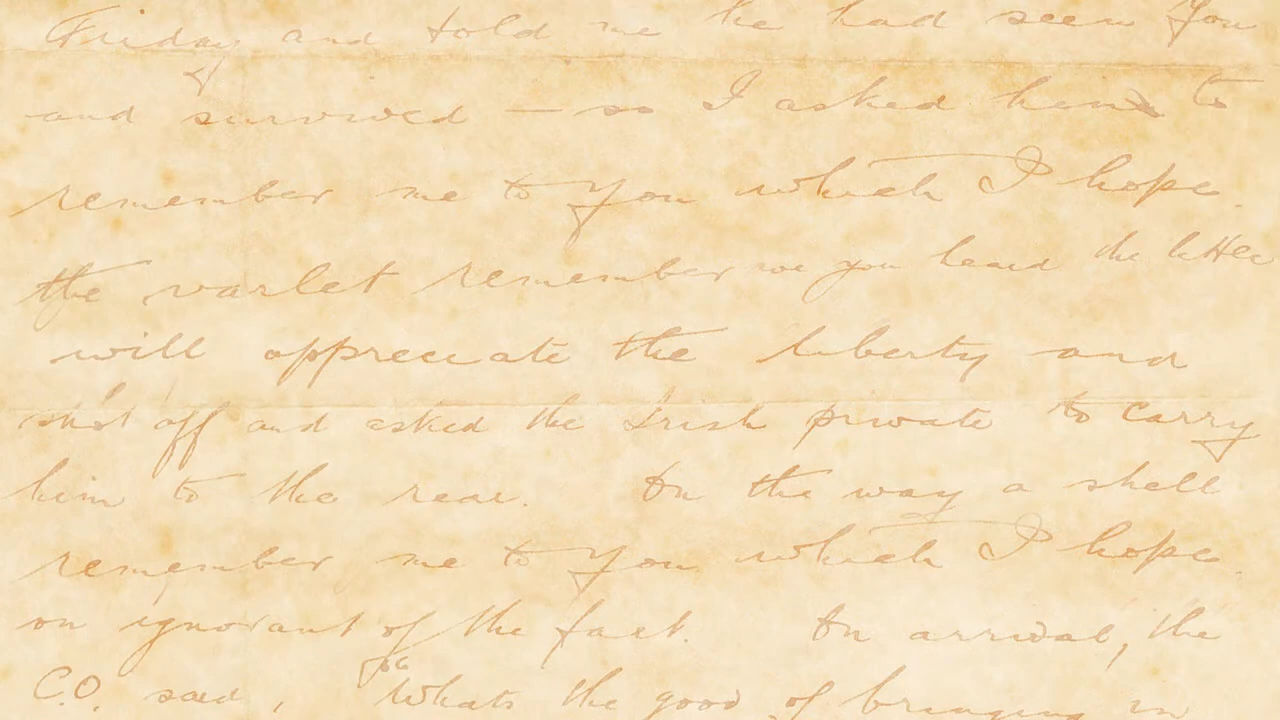 Friday and told me he had seen you
and survived — so I asked him to
remember me to you which I hope
the varlet remember we you heard the letter
will appreciate the liberty and
shot off and asked the Irish private to carry
him to the rear. On the way a shell
remember me to you which I hope.
on ignorant of the fact. On arrival, the
C.O. said, "Whats the good of bringing in